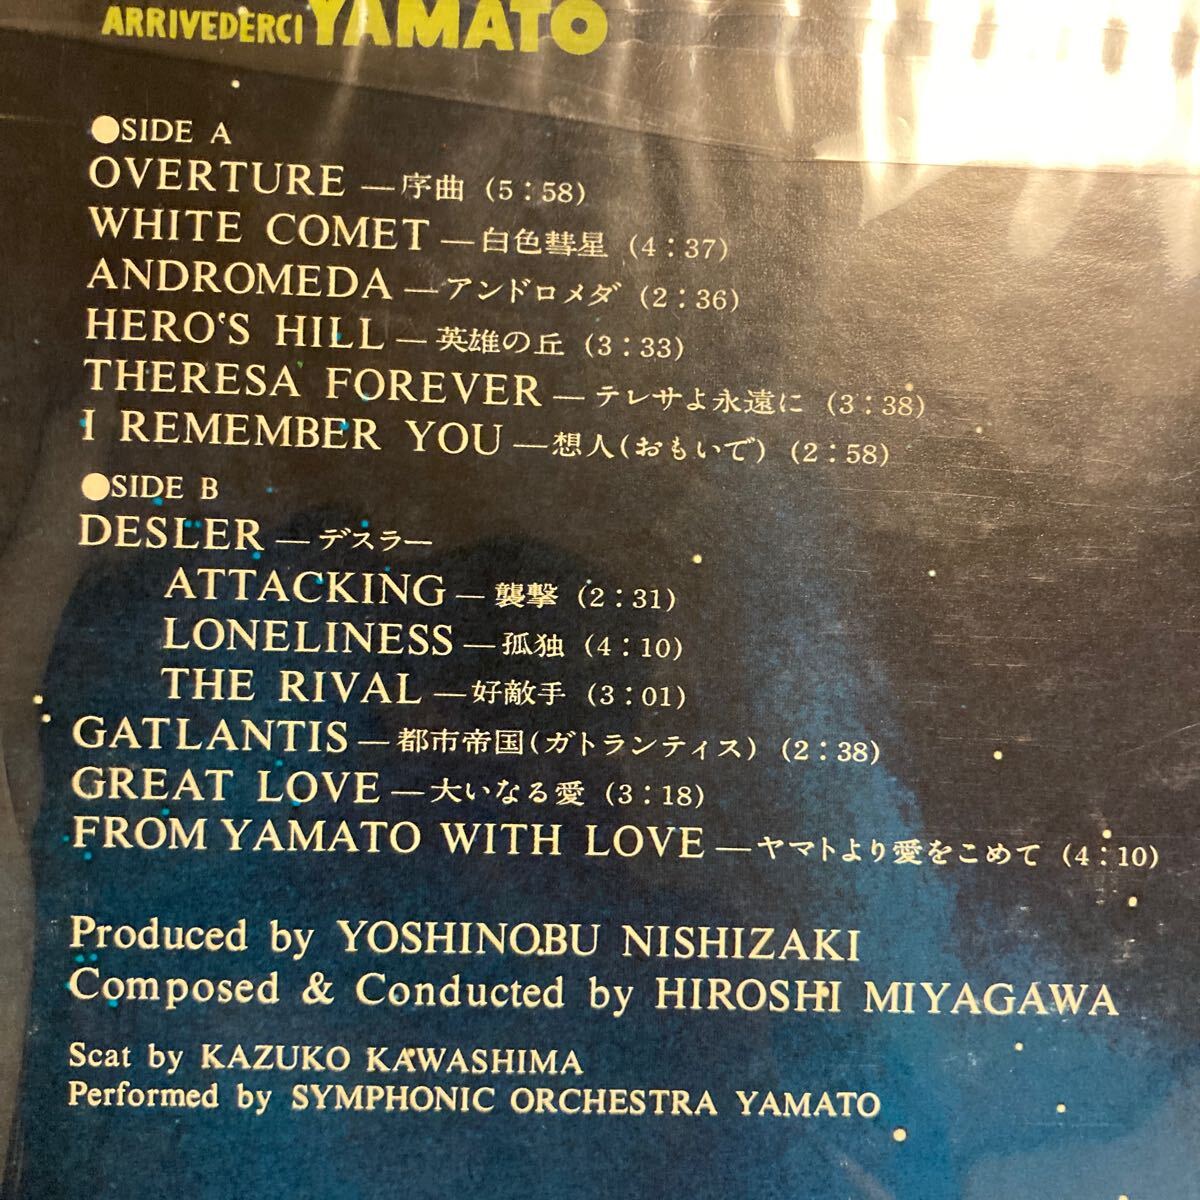 ARRIVEDERCI YAMATO
●SIDE A
OVERTURE—序曲 (5:58)
WHITE COMET—白色彗星 (4:37)
ANDROMEDA—アンドロメダ (2:36)
HERO'S HILL—英雄の丘 (3:33)
THERESA FOREVER—テレサよ永遠に (3:38)
I REMEMBER YOU—想人(おもいで) (2:58)
●SIDE B
DESLER—デスラー
ATTACKING—襲撃 (2:31)
LONELINESS—孤独 (4:10)
THE RIVAL—好敵手 (3:01)
GATLANTIS—都市帝国(ガトランティス) (2:38)
GREAT LOVE—大いなる愛 (3:18)
FROM YAMATO WITH LOVE—ヤマトより愛をこめて (4:10)
Produced by YOSHINOBU NISHIZAKI
Composed & Conducted by HIROSHI MIYAGAWA
Scat by KAZUKO KAWASHIMA
Performed by SYMPHONIC ORCHESTRA YAMATO